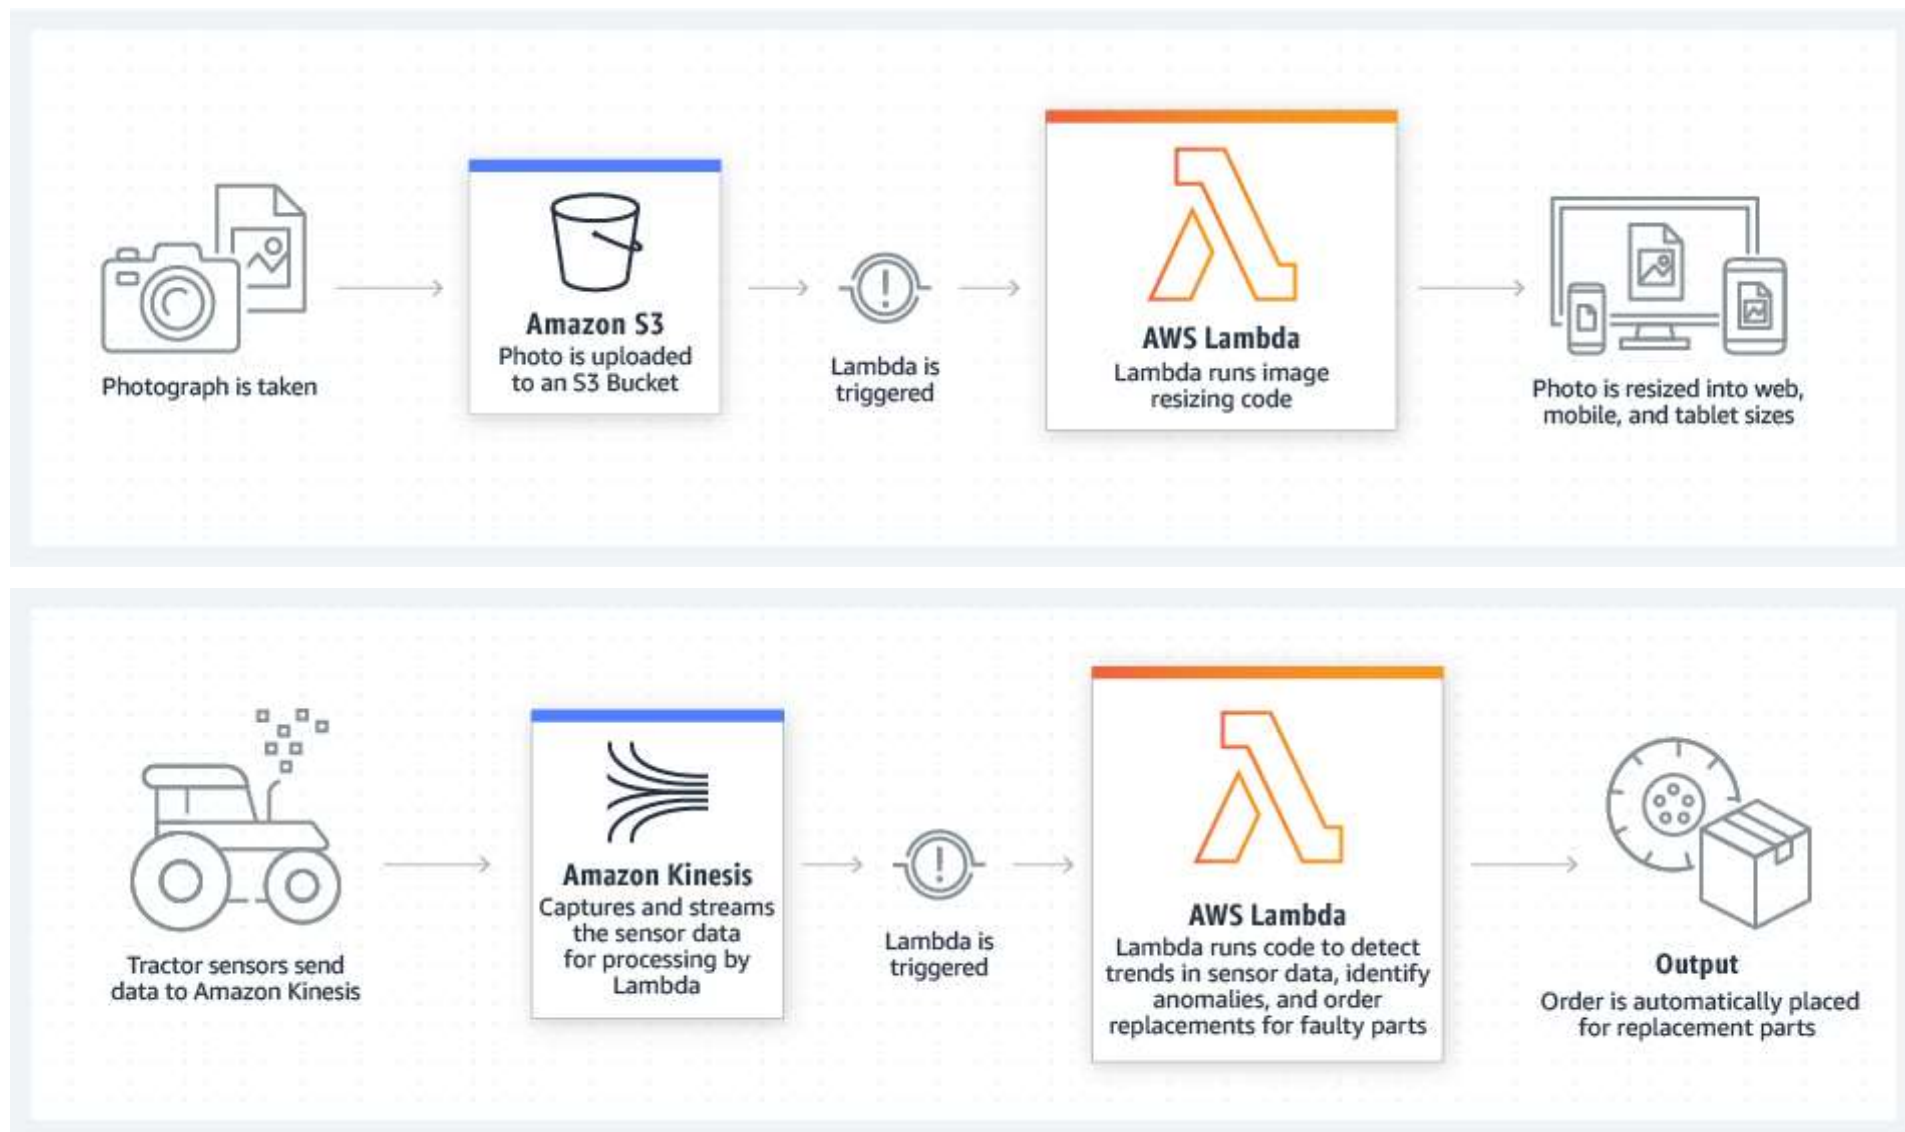 Photograph is taken
Amazon S3
Photo is uploaded
to an S3 Bucket
Lambda is
triggered
AWS Lambda
Lambda runs image
resizing code
Photo is resized into web,
mobile, and tablet sizes
Tractor sensors send
data to Amazon Kinesis
Amazon Kinesis
Captures and streams
the sensor data
for processing by
Lambda
Lambda is
triggered
AWS Lambda
Lambda runs code to detect
trends in sensor data, identify
anomalies, and order
replacements for faulty parts
Output
Order is automatically placed
for replacement parts